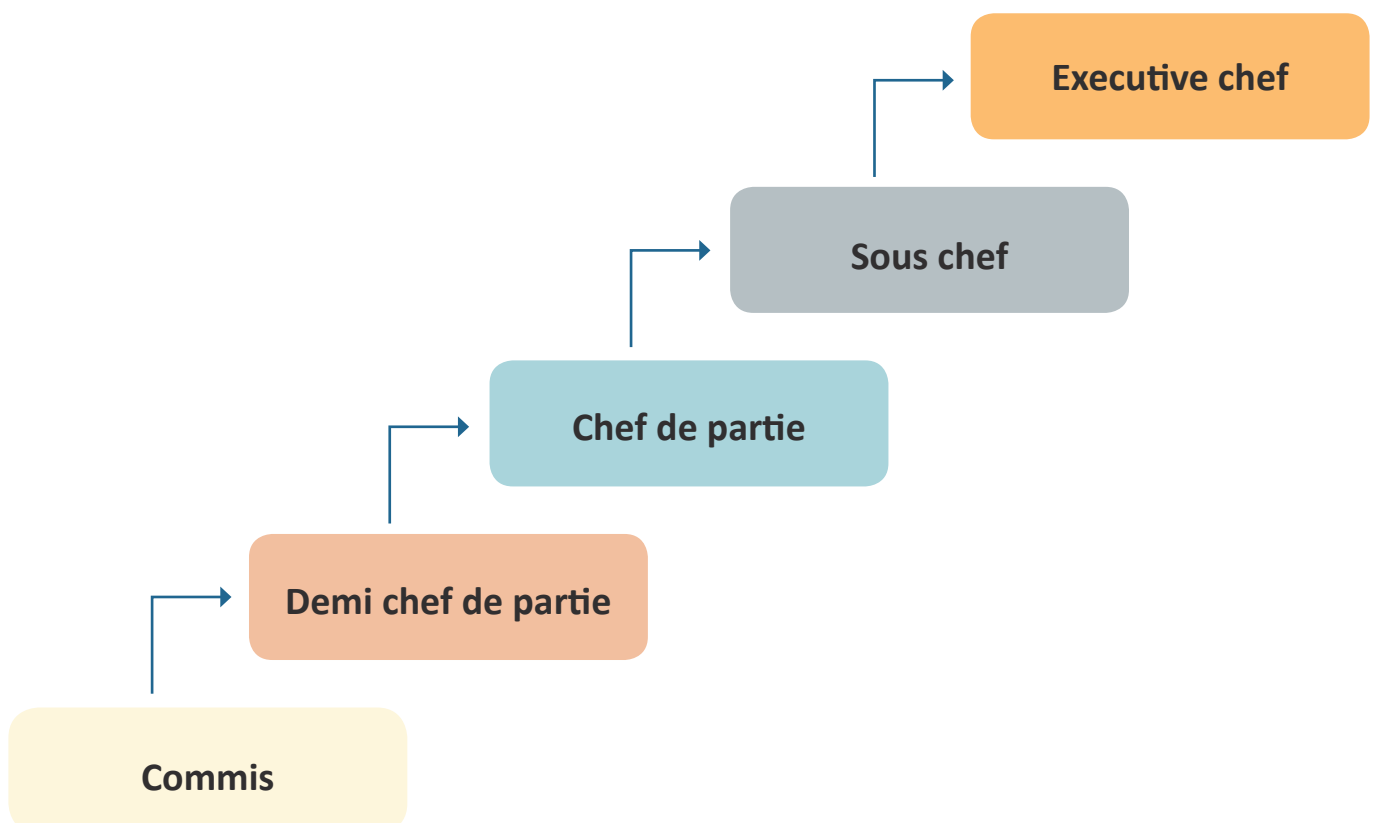 Executive chef
Sous chef
Chef de partie
Demi chef de partie
Commis